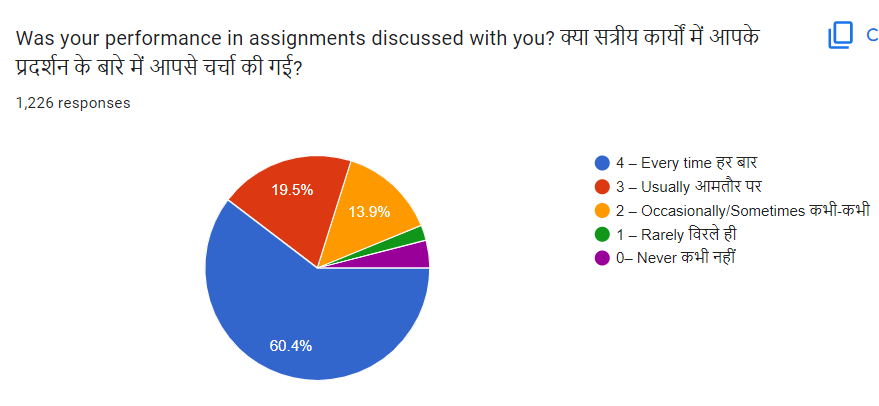 Was your performance in assignments discussed with you? क्या सत्रीय कार्यों में आपके
प्रदर्शन के बारे में आपसे चर्चा की गई?
C
1,226 responses
19.5%
13.9%
60.4%
4 – Every time हर बार
3 – Usually आमतौर पर
2 – Occasionally/Sometimes कभी-कभी
1 – Rarely विरले ही
0– Never कभी नहीं